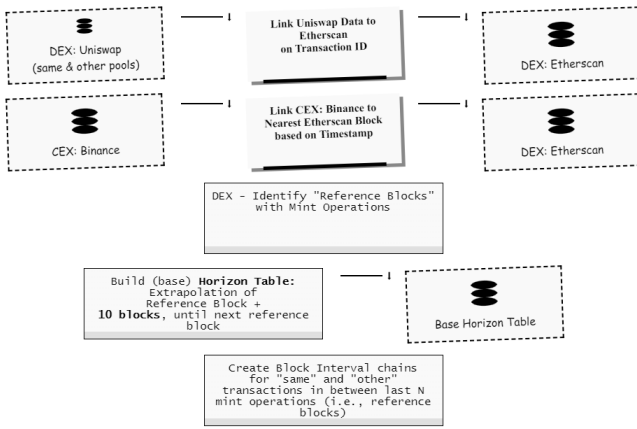 DEX: Uniswap
(same & other pools)
Link Uniswap Data to
Etherscan
on Transaction ID
DEX: Etherscan
CEX: Binance
Link CEX: Binance to
Nearest Etherscan Block
based on Timestamp
DEX: Etherscan
DEX - Identify "Reference Blocks"
with Mint Operations
Build (base) Horizon Table:
Extrapolation of
Reference Block +
10 blocks, until next reference
block
Base Horizon Table
Create Block Interval chains
for "same" and "other"
transactions in between last N
mint operations (i.e., reference
blocks)